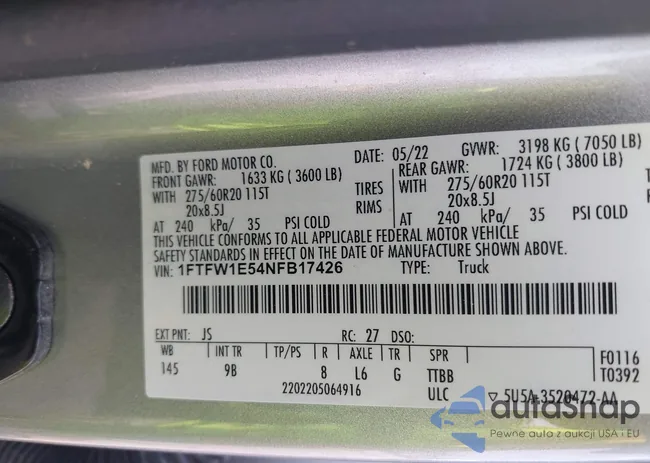 MFD. BY FORD MOTOR CO.
DATE: 05/22 GVWR: 3198 KG ( 7050 LB)
FRONT GAWR: 1633 KG ( 3600 LB) REAR GAWR: 1724 KG ( 3800 LB)
WITH 275/60R20 115T TIRES WITH 275/60R20 115T
20x8.5J RIMS 20x8.5J
AT 240 kPa/ 35 PSI COLD AT 240 kPa/ 35 PSI COLD
THIS VEHICLE CONFORMS TO ALL APPLICABLE FEDERAL MOTOR VEHICLE
SAFETY STANDARDS IN EFFECT ON THE DATE OF MANUFACTURE SHOWN ABOVE.
VIN: 1FTFW1E54NFB17426 TYPE: Truck
EXT PNT: JS RC: 27 DSO:
WB INT TR TP/PS R AXLE TR SPR F0116
145 9B 8 L6 G TTBB T0392
2202205064916 ULC ▽ 5U5A-3520472-AA
autoshap
Pewne auta z aukcji USA i EU